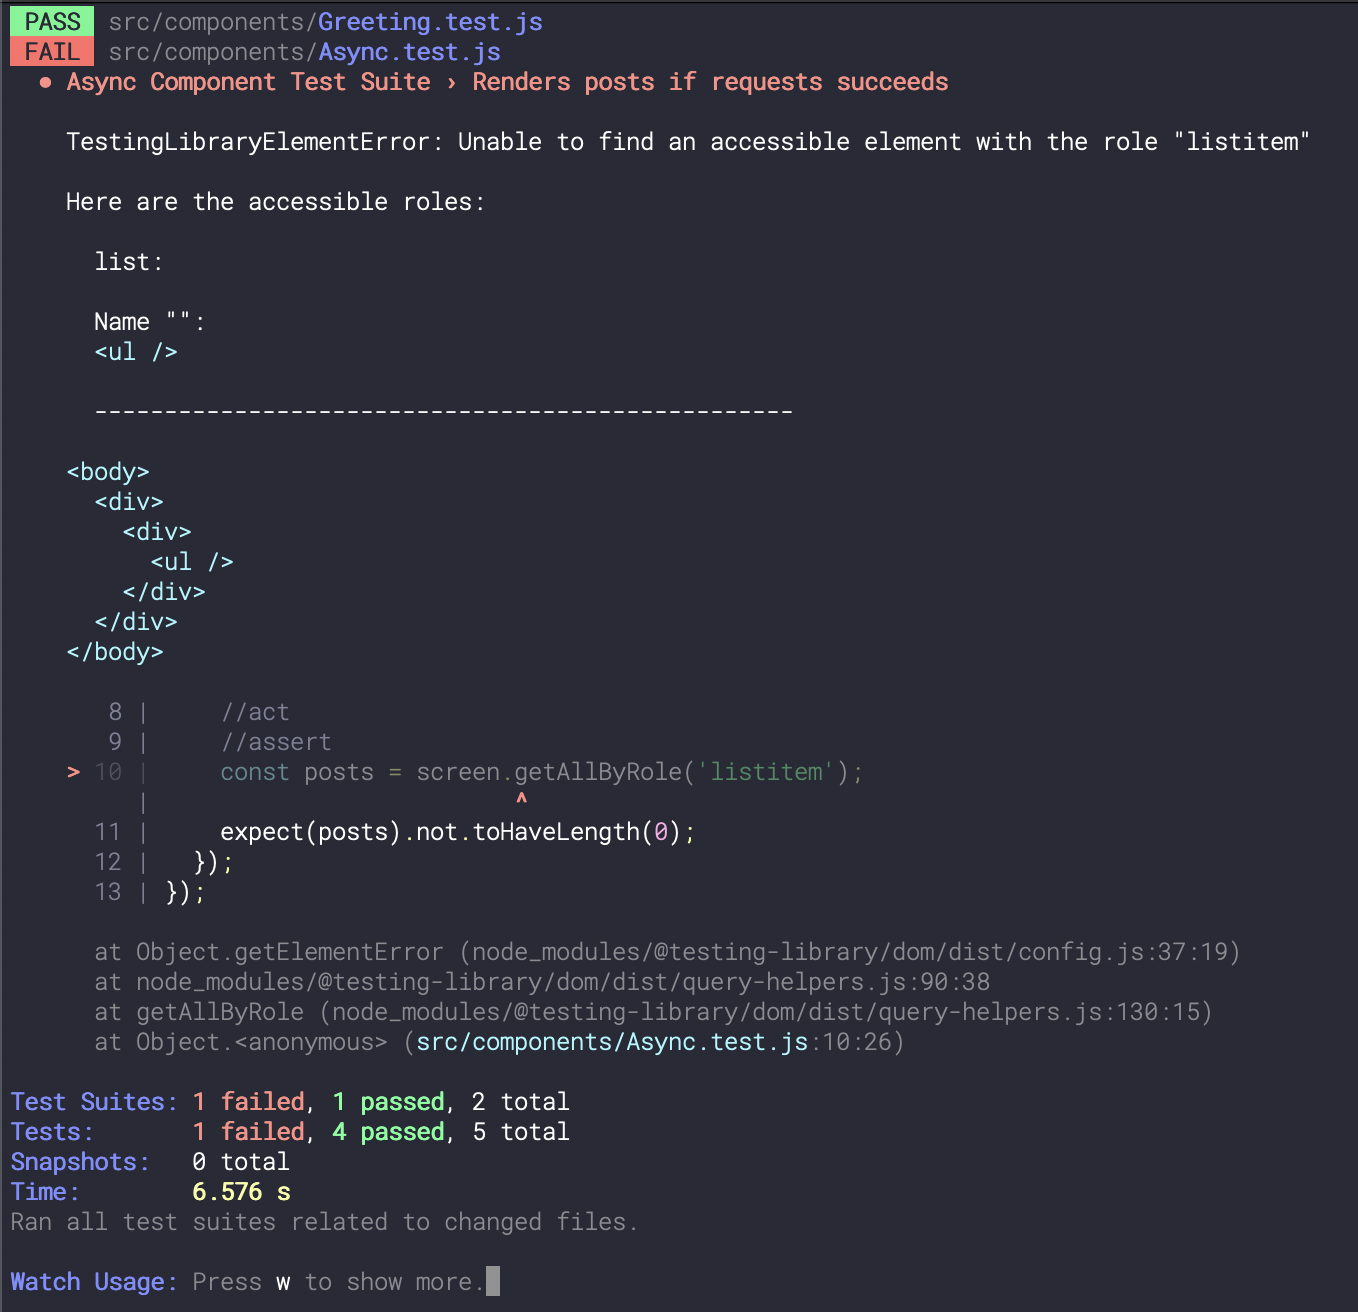 PASS src/components/Greeting.test.js
FAIL src/components/Async.test.js
● Async Component Test Suite › Renders posts if requests succeeds
TestingLibraryElementError: Unable to find an accessible element with the role "listitem"
Here are the accessible roles:
list:
Name "":
<ul />
--------------------------------------------------
<body>
<div>
<div>
<ul />
</div>
</div>
</body>
8 | //act
9 | //assert
> 10 | const posts = screen.getAllByRole('listitem');
| ^
11 | expect(posts).not.toHaveLength(0);
12 | });
13 | });
at Object.getElementError (node_modules/@testing-library/dom/dist/config.js:37:19)
at node_modules/@testing-library/dom/dist/query-helpers.js:90:38
at getAllByRole (node_modules/@testing-library/dom/dist/query-helpers.js:130:15)
at Object.<anonymous> (src/components/Async.test.js:10:26)
Test Suites: 1 failed, 1 passed, 2 total
Tests: 1 failed, 4 passed, 5 total
Snapshots: 0 total
Time: 6.576 s
Ran all test suites related to changed files.
Watch Usage: Press w to show more.